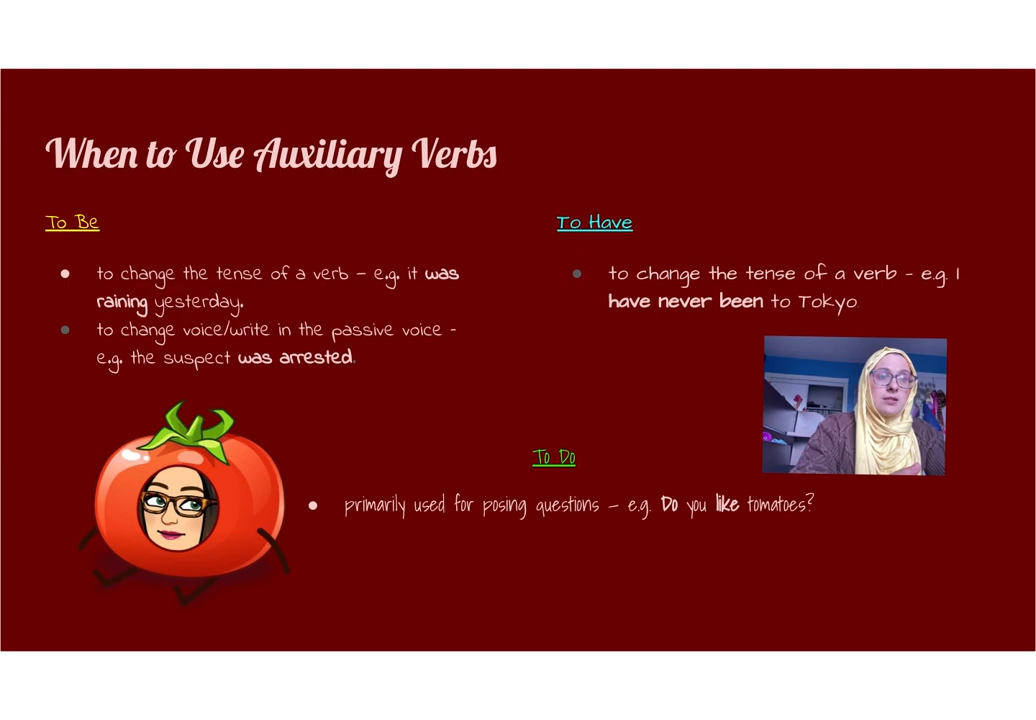 When to Use Auxiliary Verbs
To Be
● to change the tense of a verb – e.g. it was
raining yesterday.
● to change voice/write in the passive voice -
e.g. the suspect was arrested.
To Have
● to change the tense of a verb - e.g. I
have never been to Tokyo.
To Do
● primarily used for posing questions – e.g. Do you like tomatoes?